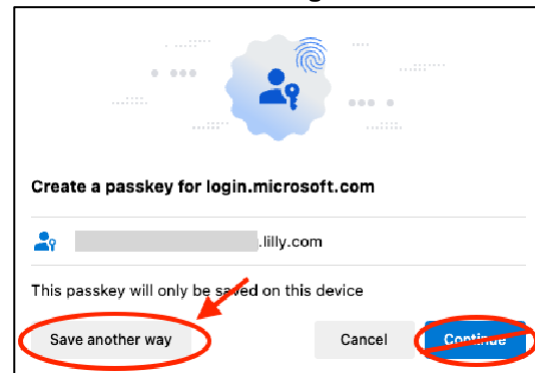 Create a passkey for login.microsoft.com
.lilly.com
This passkey will only be saved on this device
Save another way
Cancel
Continue